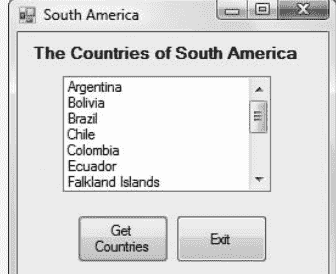 South America
The Countries of South America
Argentina
Bolivia
Brazil
Chile
Colombia
Ecuador
Falkland Islands
Get
Countries
Exit